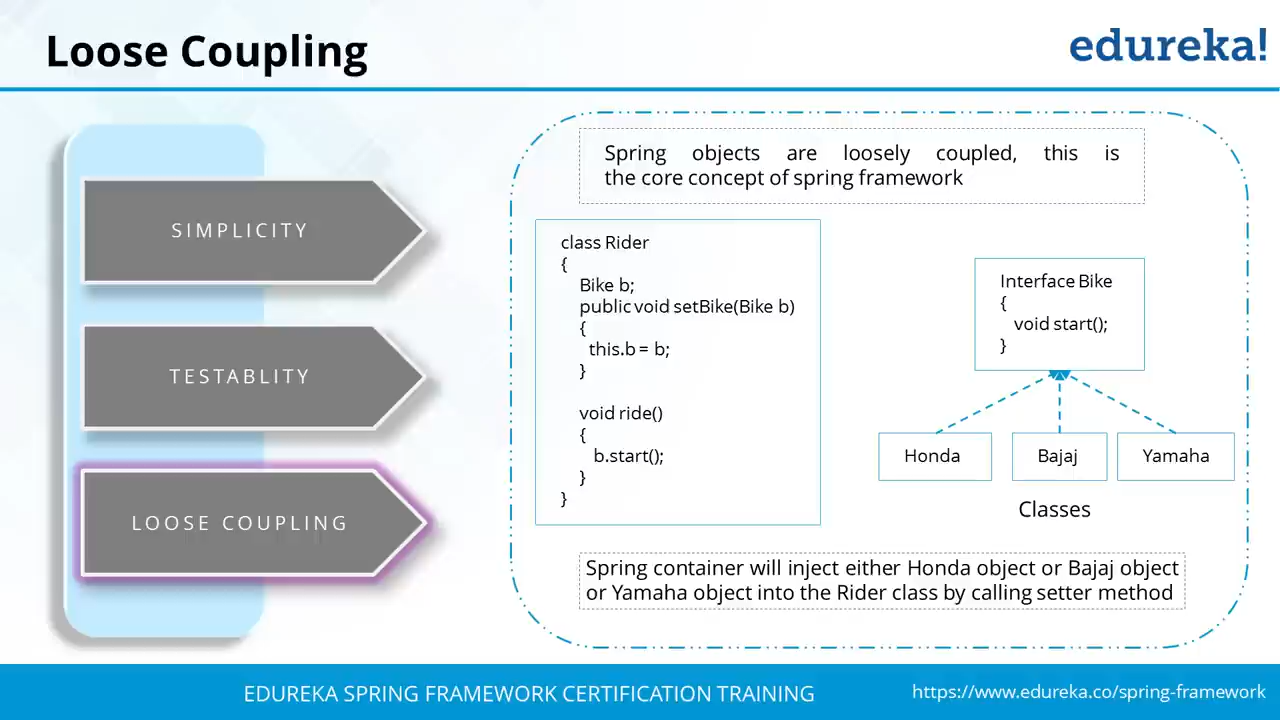 Loose Coupling
edureka!
SIMPLICITY
TESTABLITY
LOOSE COUPLING
Spring objects are loosely coupled, this is
the core concept of spring framework
class Rider
{
Bike b;
public void setBike(Bike b)
{
this.b = b;
}
void ride()
{
b.start();
}
}
Interface Bike
{
void start();
}
Honda
Bajaj
Yamaha
Classes
Spring container will inject either Honda object or Bajaj object
or Yamaha object into the Rider class by calling setter method
EDUREKA SPRING FRAMEWORK CERTIFICATION TRAINING
https://www.edureka.co/spring-framework